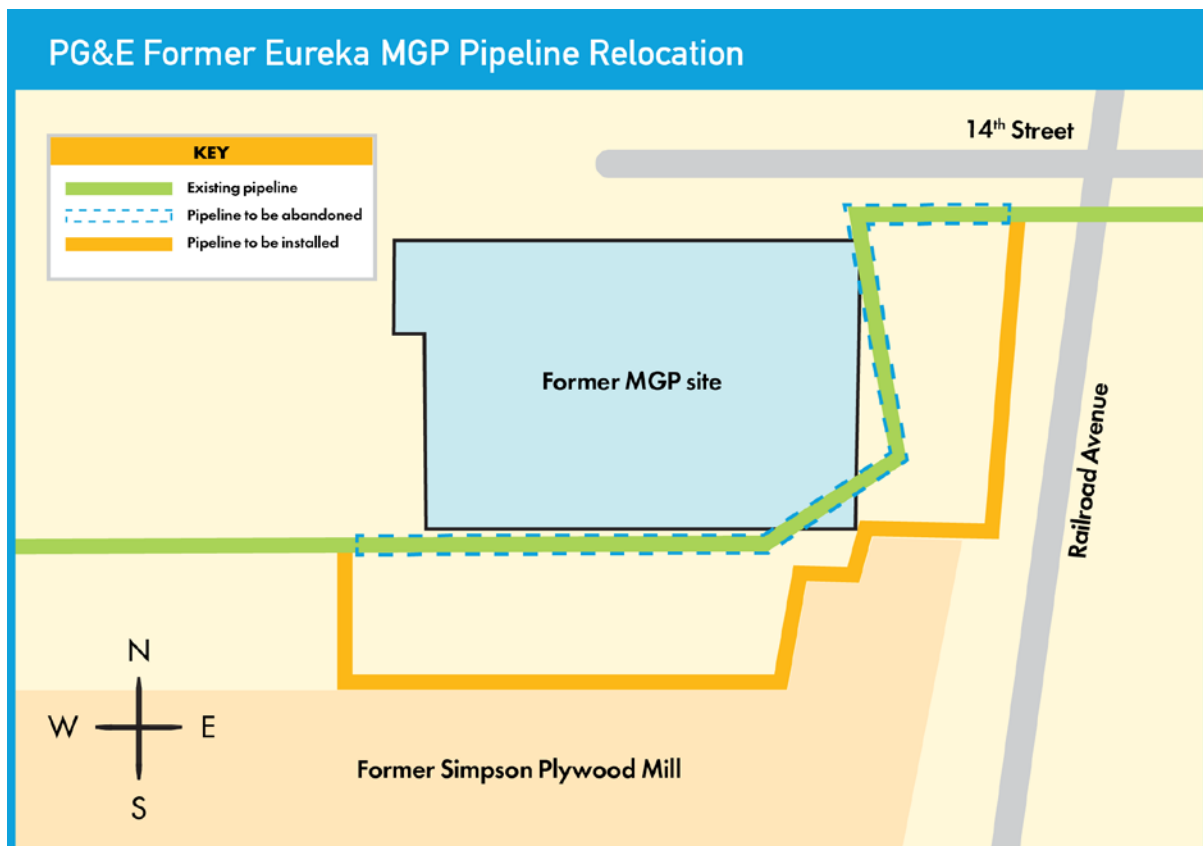 PG&E Former Eureka MGP Pipeline Relocation
14th Street
KEY
Existing pipeline
Pipeline to be abandoned
Pipeline to be installed
Former MGP site
Railroad Avenue
N
W E
S
Former Simpson Plywood Mill